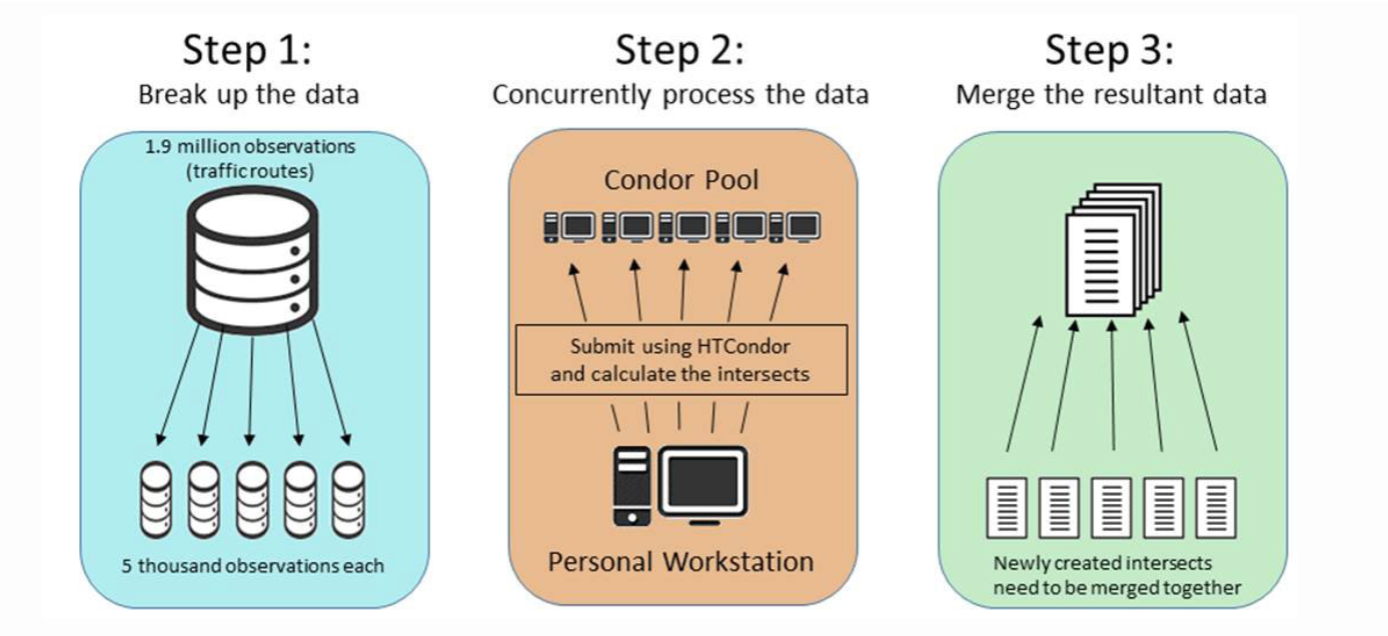 Step 1:
Break up the data
1.9 million observations
(traffic routes)
5 thousand observations each
Step 2:
Concurrently process the data
Condor Pool
Submit using HTCondor
and calculate the intersects
Personal Workstation
Step 3:
Merge the resultant data
Newly created intersects
need to be merged together